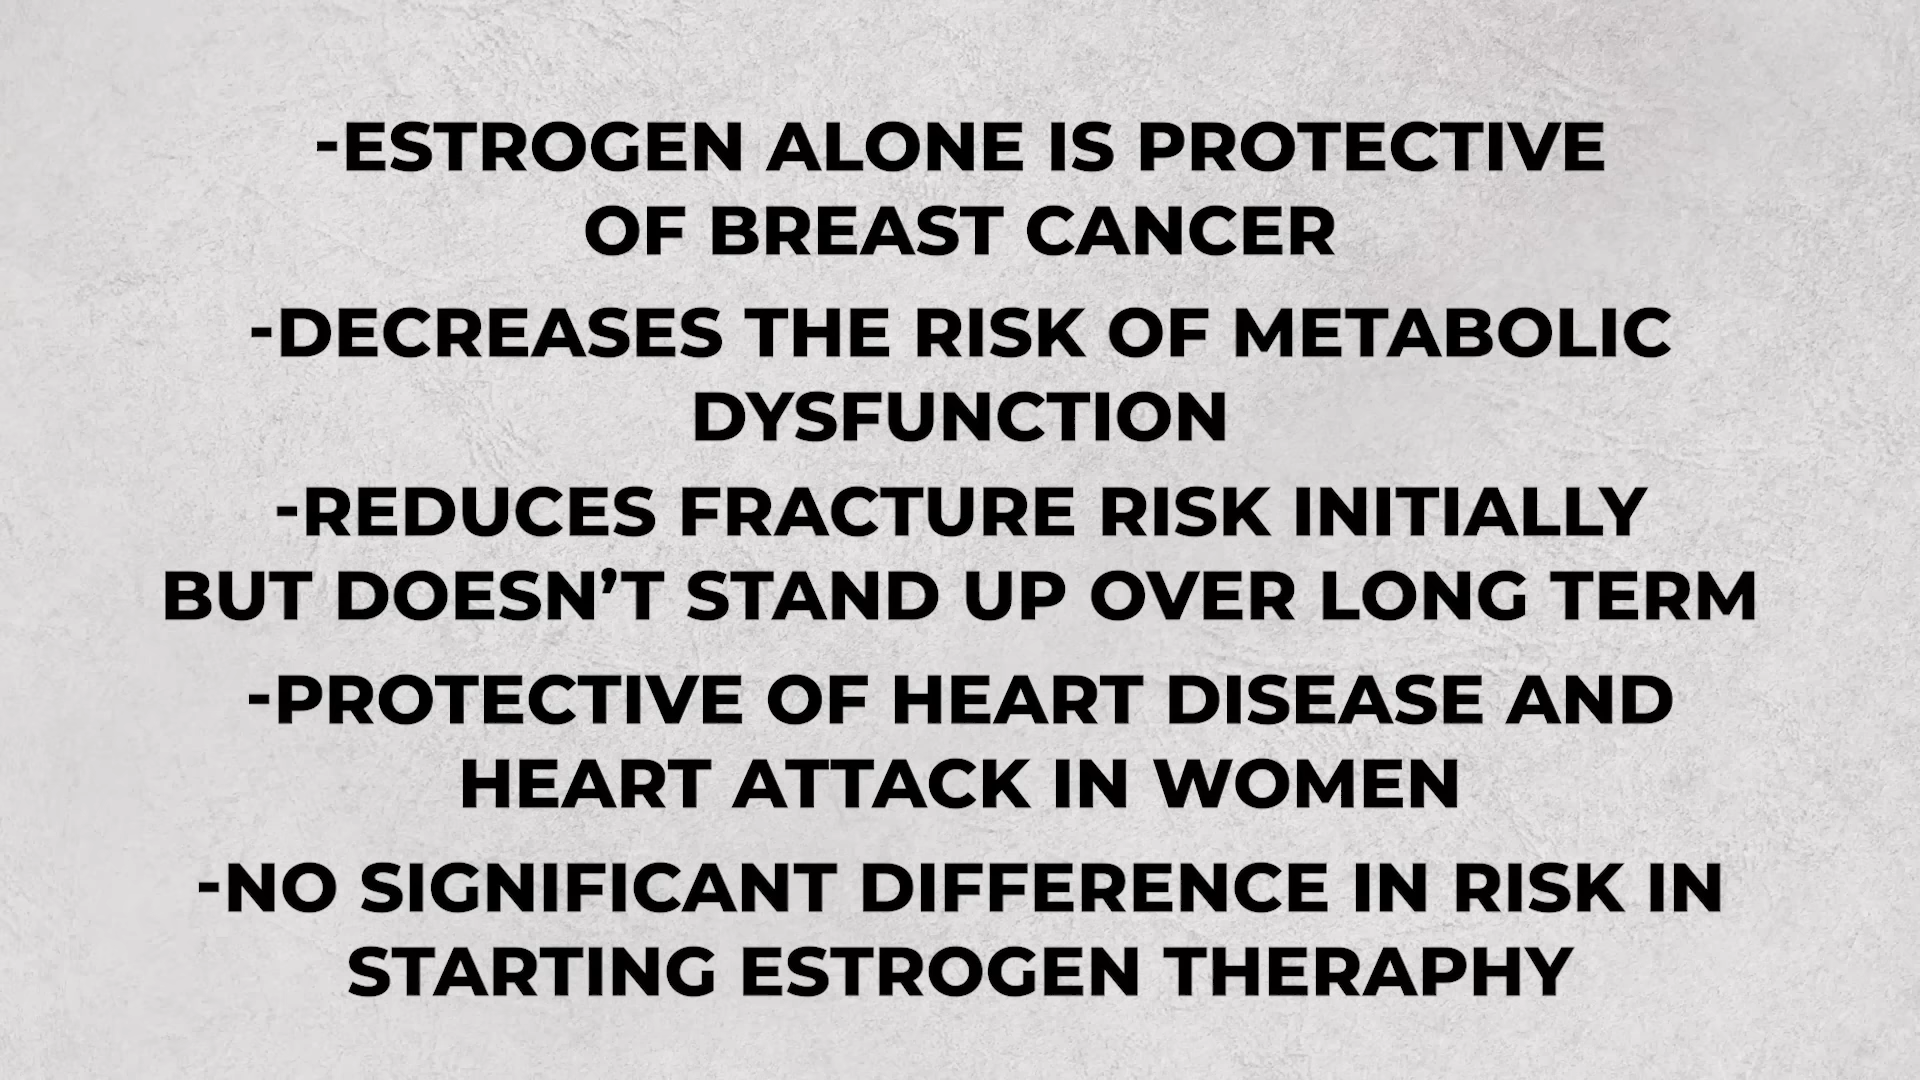 -ESTROGEN ALONE IS PROTECTIVE
OF BREAST CANCER
-DECREASES THE RISK OF METABOLIC
DYSFUNCTION
-REDUCES FRACTURE RISK INITIALLY
BUT DOESN’T STAND UP OVER LONG TERM
-PROTECTIVE OF HEART DISEASE AND
HEART ATTACK IN WOMEN
-NO SIGNIFICANT DIFFERENCE IN RISK IN
STARTING ESTROGEN THERAPHY